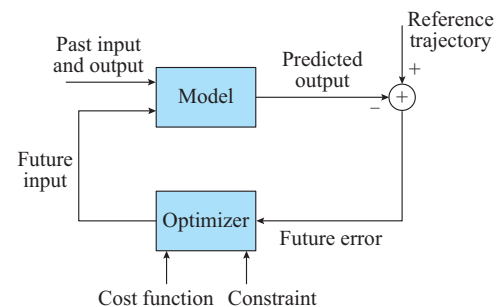 Reference
trajectory
Past input
and output
Predicted
output
+
Model
−
+
Future
input
Optimizer
Future error
Cost function
Constraint